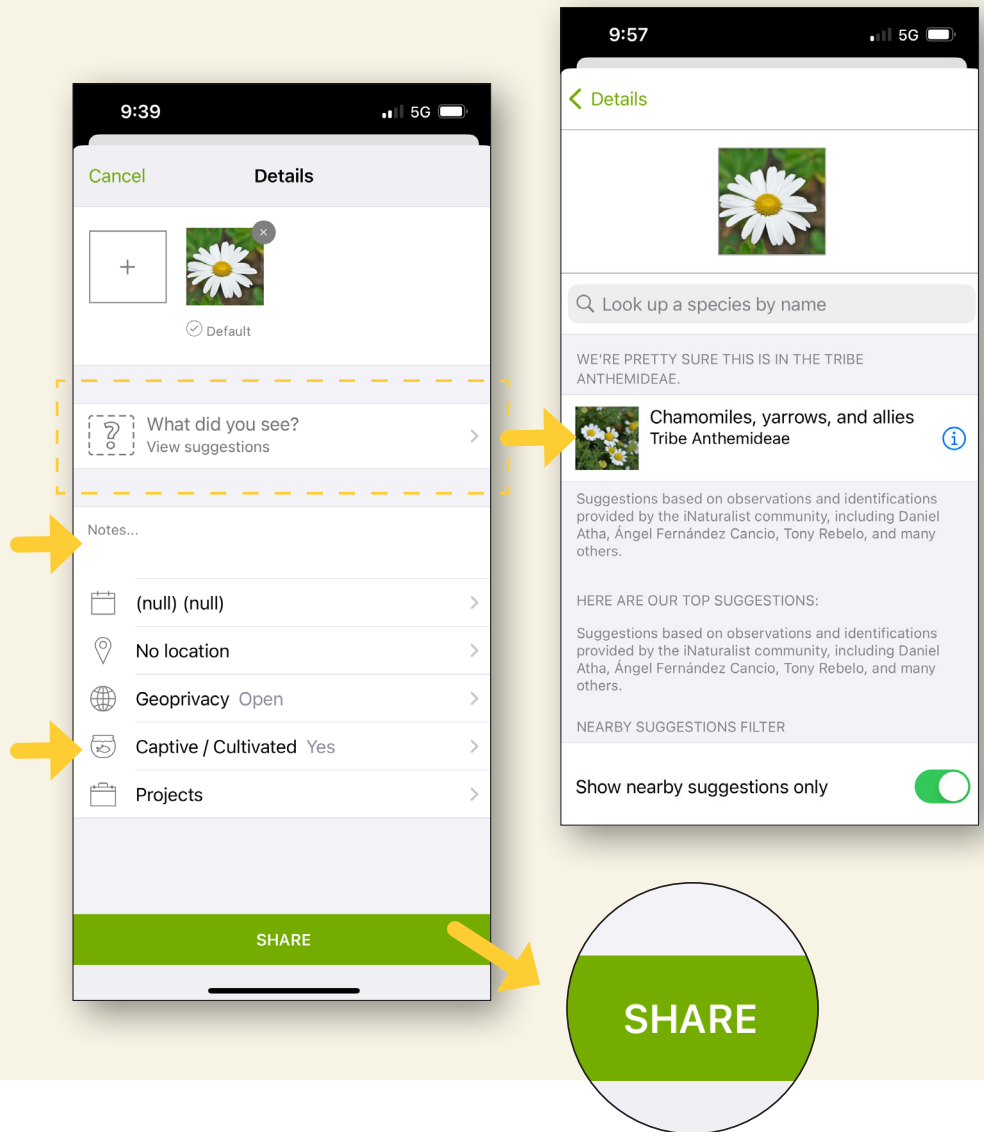 9:39
5G
Cancel
Details
+
Default
What did you see?
View suggestions
Notes...
(null) (null)
No location
Geoprivacy Open
Captive / Cultivated Yes
Projects
SHARE
9:57
5G
Details
Look up a species by name
WE'RE PRETTY SURE THIS IS IN THE TRIBE
ANTHEMIDEAE.
Chamomiles, yarrows, and allies
Tribe Anthemideae
Suggestions based on observations and identifications
provided by the iNaturalist community, including Daniel
Atha, Ángel Fernández Cancio, Tony Rebelo, and many
others.
HERE ARE OUR TOP SUGGESTIONS:
Suggestions based on observations and identifications
provided by the iNaturalist community, including Daniel
Atha, Ángel Fernández Cancio, Tony Rebelo, and many
others.
NEARBY SUGGESTIONS FILTER
Show nearby suggestions only
SHARE